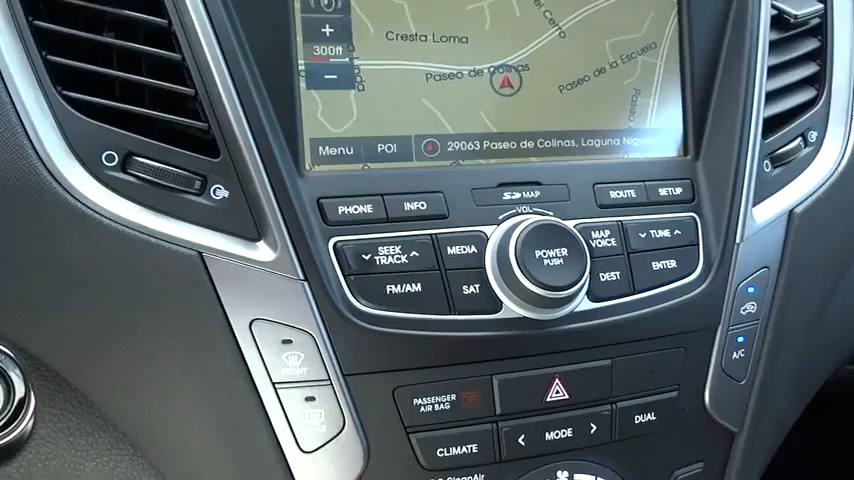 +
300ft
−
Cresta Loma
Paseo de Colinas
Paseo de la Escuela
Menu
POI
29063 Paseo de Colinas, Laguna Niguel
SD MAP
PHONE
INFO
ROUTE
SETUP
VOL
SEEK
TRACK
MEDIA
POWER
PUSH
MAP
VOICE
TUNE
FM/AM
SAT
DEST
ENTER
FRONT
REAR
A/C
PASSENGER
AIR BAG
CLIMATE
MODE
DUAL
CleanAir